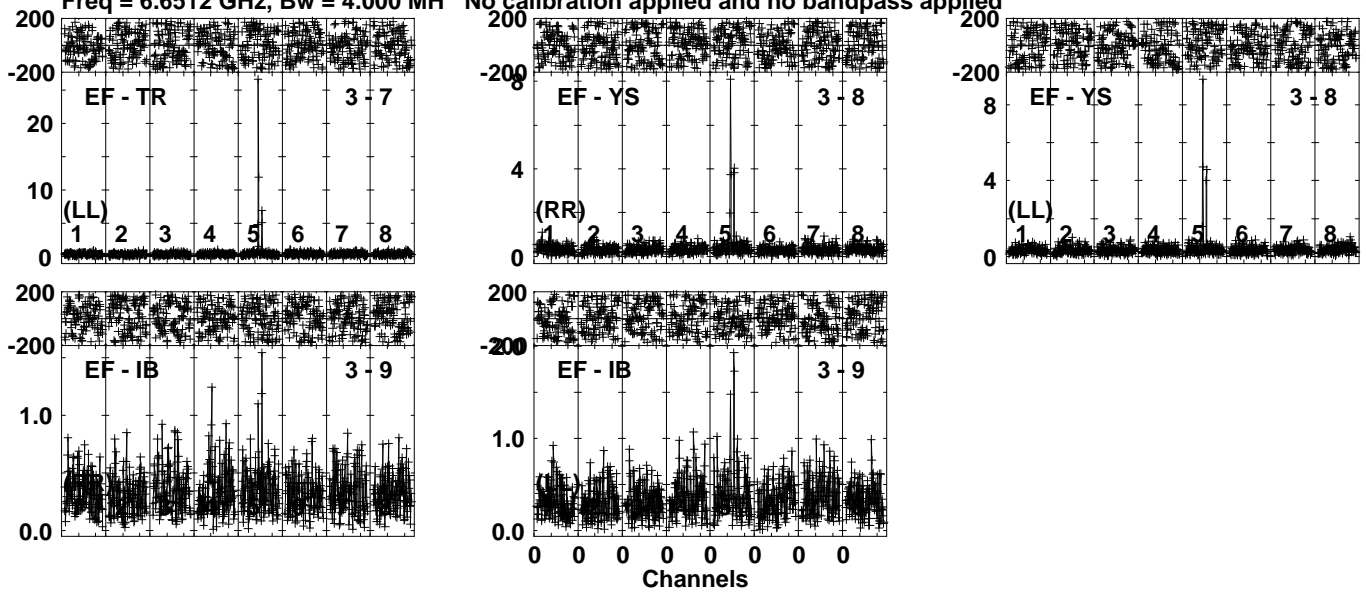 Freq = 6.6512 GHz, Bw = 4.000 MH No calibration applied and no bandpass applied
200
-200
EF - TR 3 - 7
20
10
0
(LL)
1 2 3 4 5 6 7 8
200
-200
8
EF - YS 3 - 8
4
0
(RR)
1 2 3 4 5 6 7 8
200
-200
8
EF - YS 3 - 8
4
0
(LL)
1 2 3 4 5 6 7 8
200
-200
EF - IB 3 - 9
1.0
0.0
200
-200
2.0
EF - IB 3 - 9
1.0
0.0
0 0 0 0 0 0 0 0
Channels